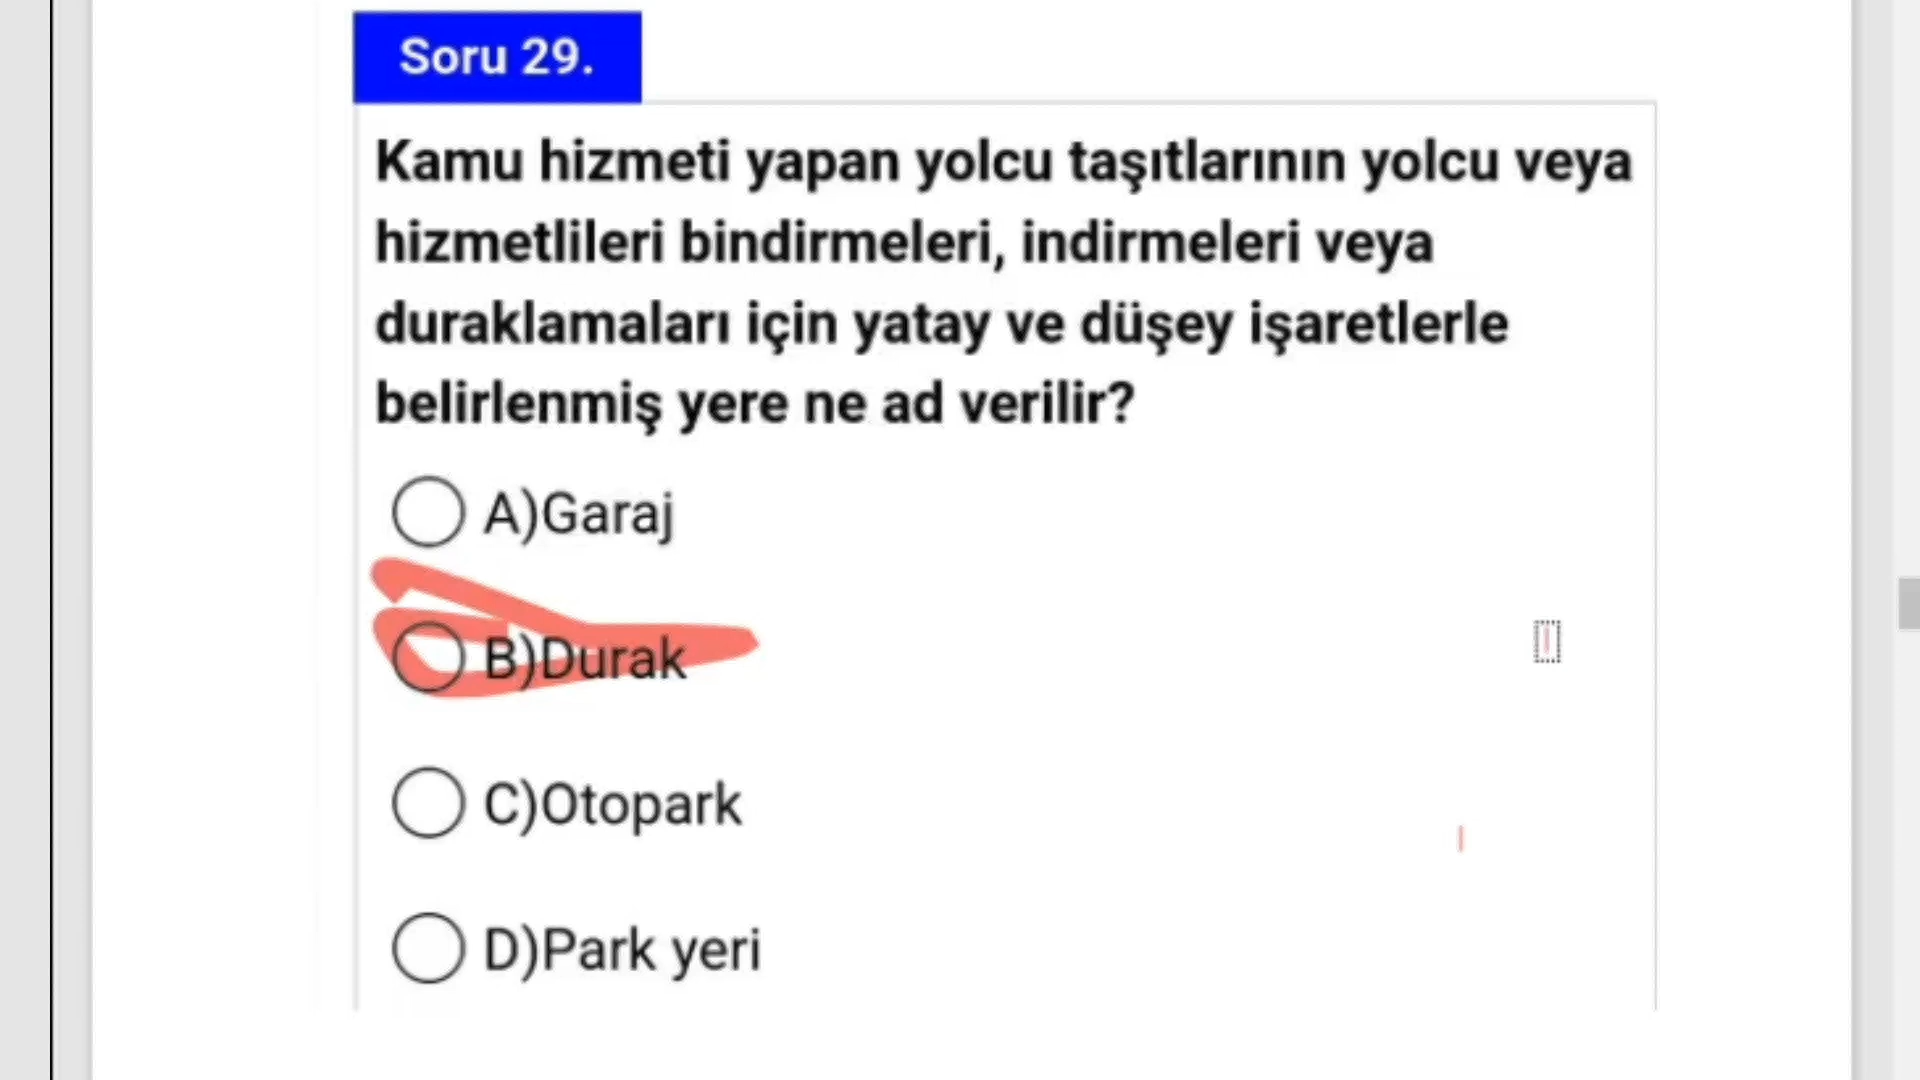 Soru 29.
Kamu hizmeti yapan yolcu taşıtlarının yolcu veya
hizmetlileri bindirmeleri, indirmeleri veya
duraklamaları için yatay ve düşey işaretlerle
belirlenmiş yere ne ad verilir?
A)Garaj
B)Durak
C)Otopark
D)Park yeri